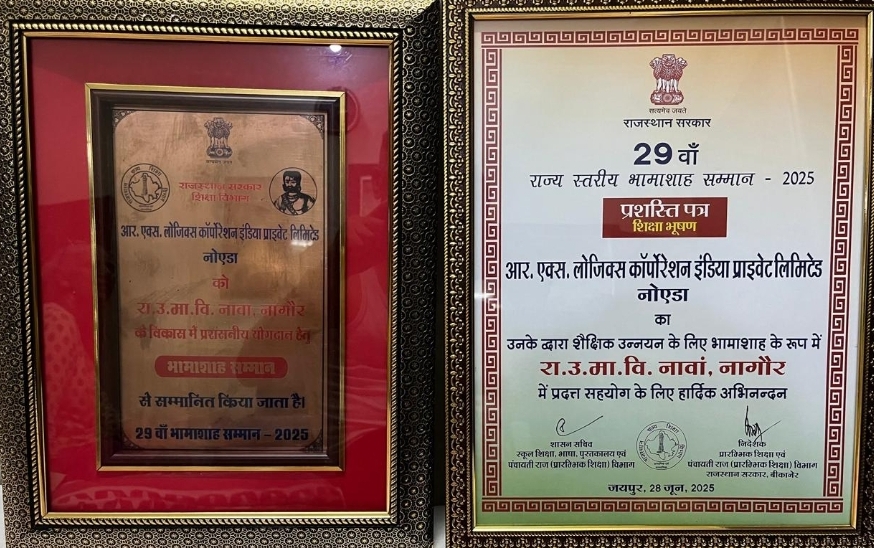 राजस्थान सरकार
शिक्षा विभाग
आर. एक्स. लोजिक्स कॉर्पोरेशन इंडिया प्राइवेट लिमिटेड
नोएडा
को
रा.उ.मा.वि. नावा, नागौर
के विकास में प्रशंसनीय योगदान हेतु
भामाशाह सम्मान
से सम्मानित किया जाता है।
29 वाँ भामाशाह सम्मान – 2025
सत्यमेव जयते
राजस्थान सरकार
29 वाँ
राज्य स्तरीय भामाशाह सम्मान - 2025
प्रशस्ति पत्र
शिक्षा भूषण
आर. एक्स. लोजिक्स कॉर्पोरेशन इंडिया प्राइवेट लिमिटेड
नोएडा
का
उनके द्वारा शैक्षिक उन्नयन के लिए भामाशाह के रूप में
रा.उ.मा.वि. नावां, नागौर
में प्रदत्त सहयोग के लिए हार्दिक अभिनन्दन
शासन सचिव
स्कूल शिक्षा, भाषा, पुस्तकालय एवं
पंचायती राज (प्रारम्भिक शिक्षा) विभाग
निदेशक
प्रारम्भिक शिक्षा एवं
पंचायती राज (प्रारम्भिक शिक्षा) विभाग
राजस्थान सरकार, बीकानेर
जयपुर, 28 जून, 2025